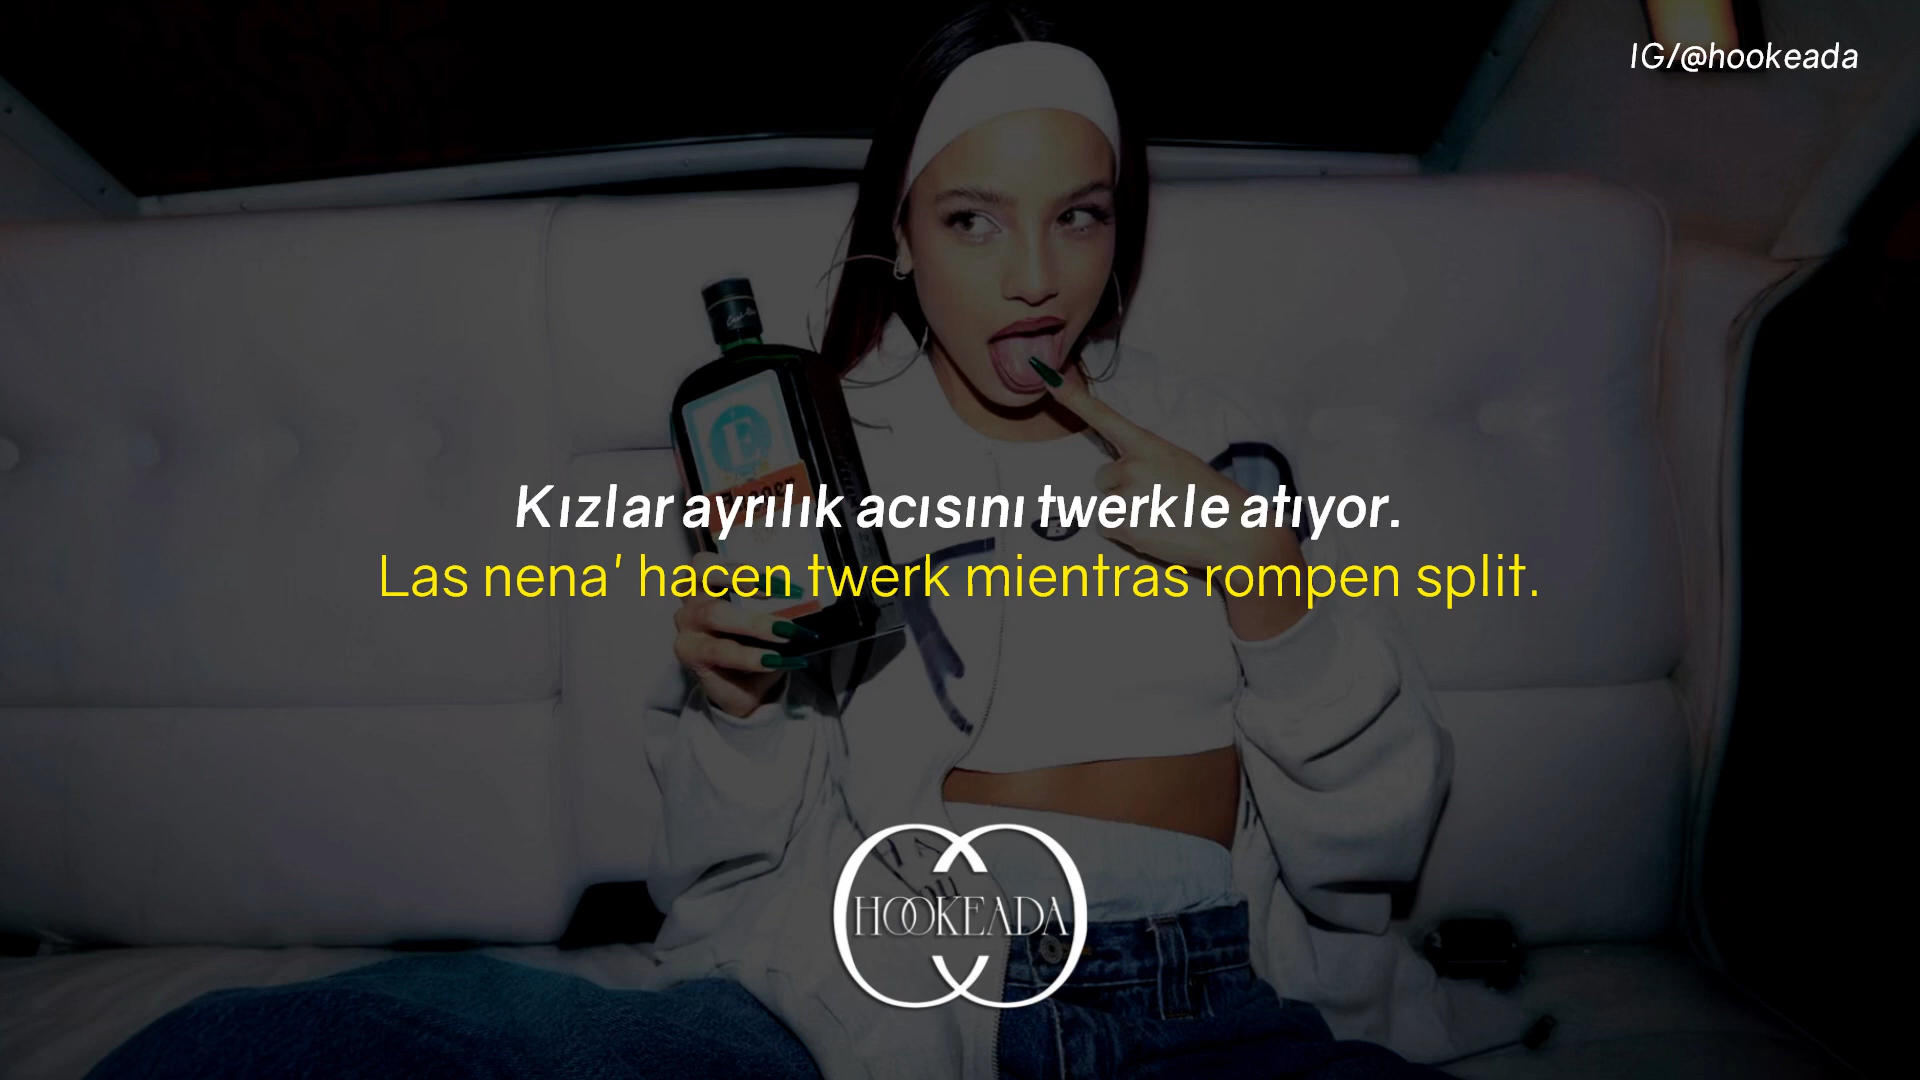 IG/@hookeada
E
Kızlar ayrılık acısını twerkle atıyor.
Las nena' hacen twerk mientras rompen split.
HOOKEADA